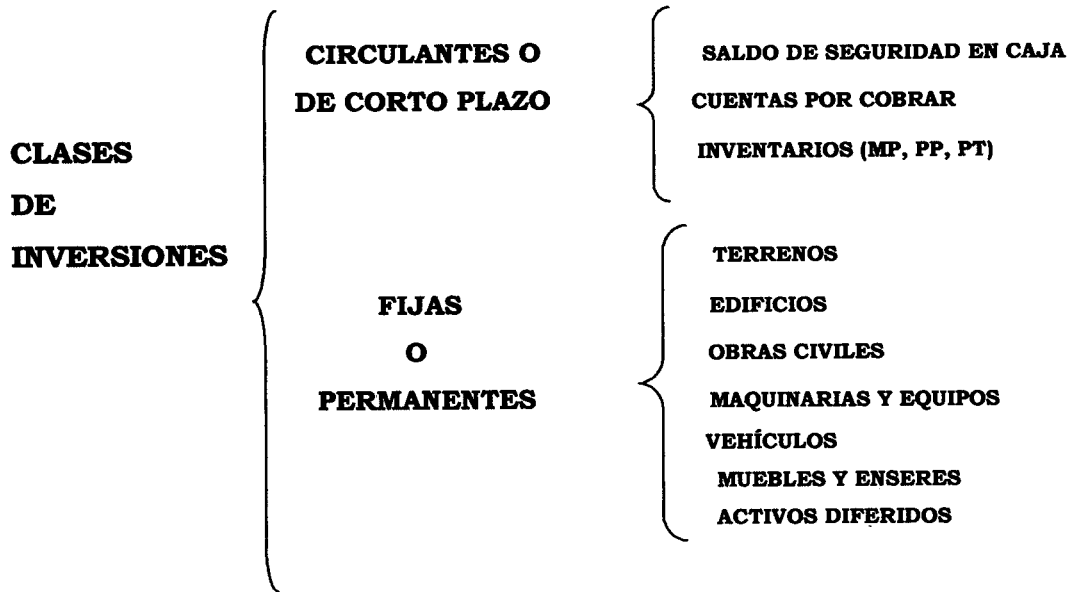 CLASES
DE
INVERSIONES
CIRCULANTES O
DE CORTO PLAZO
SALDO DE SEGURIDAD EN CAJA
CUENTAS POR COBRAR
INVENTARIOS (MP, PP, PT)
FIJAS
O
PERMANENTES
TERRENOS
EDIFICIOS
OBRAS CIVILES
MAQUINARIAS Y EQUIPOS
VEHÍCULOS
MUEBLES Y ENSERES
ACTIVOS DIFERIDOS